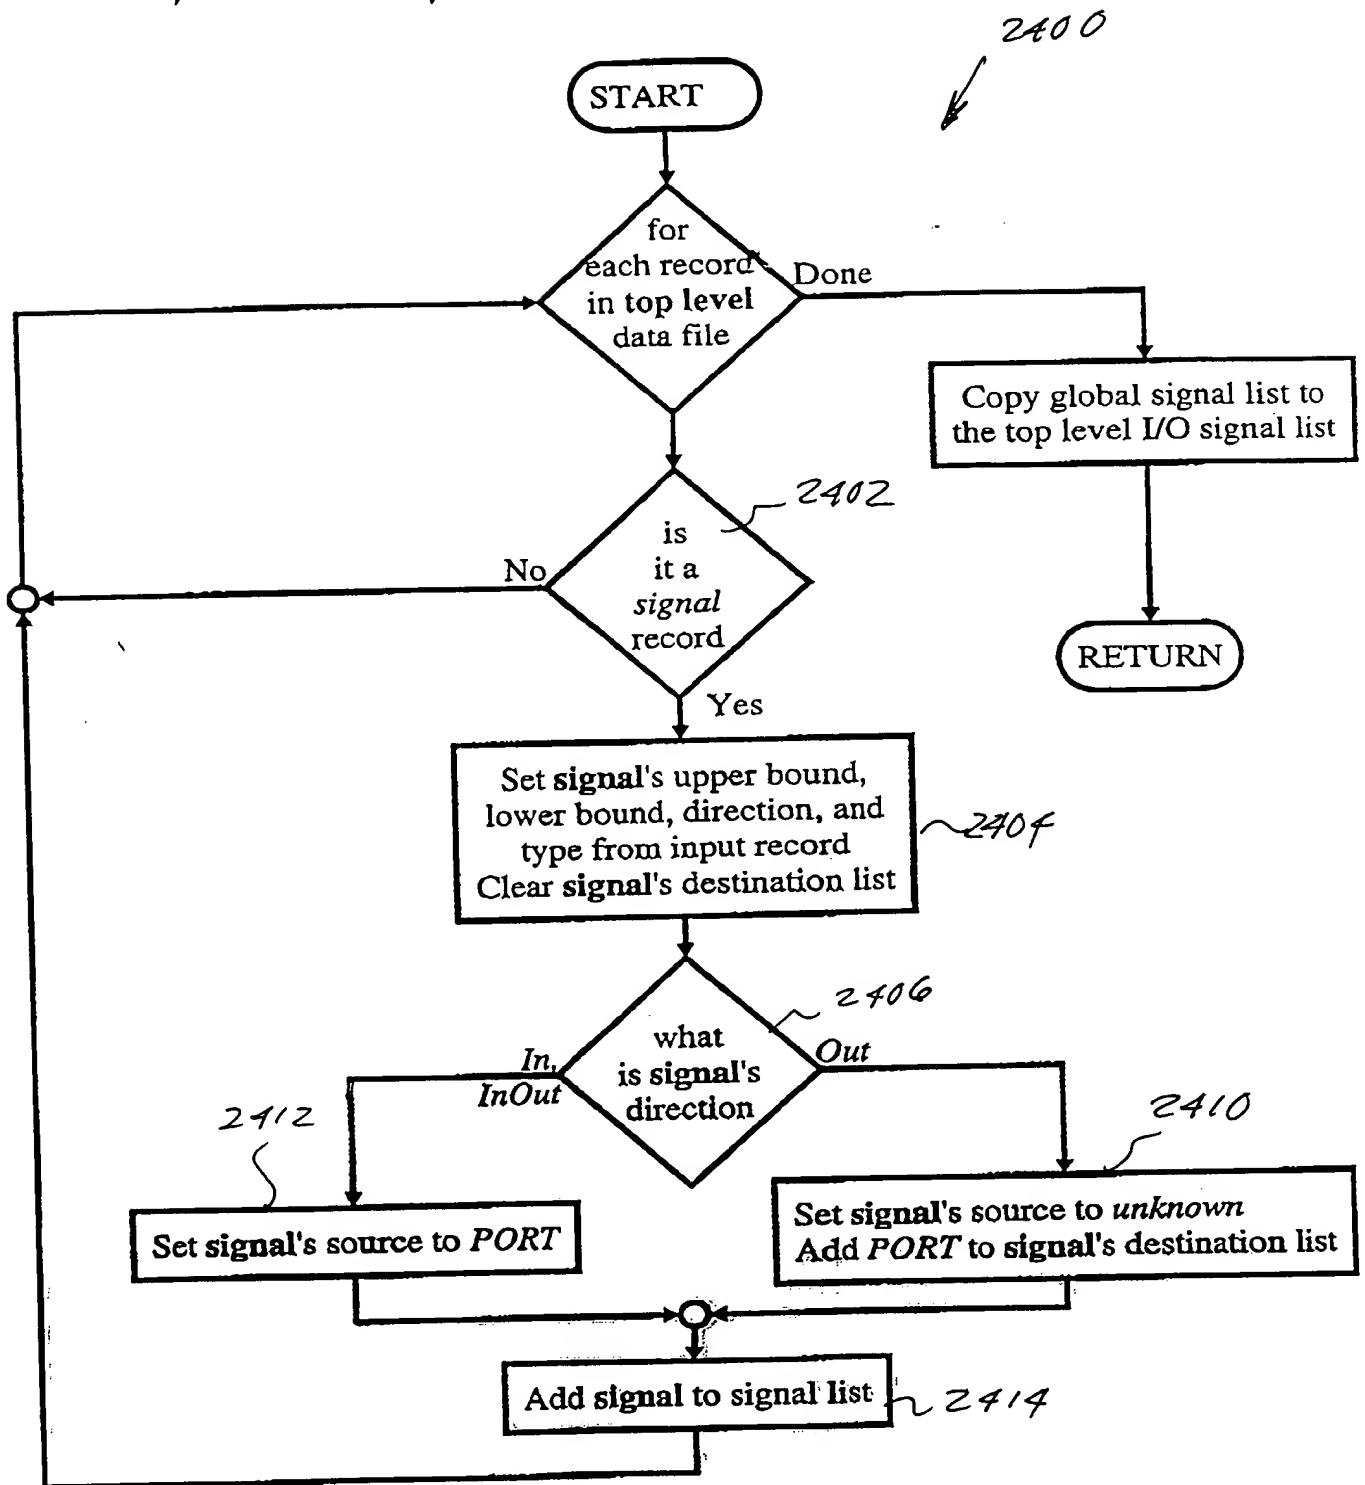 2400
START
for
each record
in top level
data file
Done
Copy global signal list to
the top level I/O signal list
2402
is
it a
signal
record
No
RETURN
Yes
Set signal's upper bound,
lower bound, direction, and
type from input record
Clear signal's destination list
2404
2406
what
is signal's
direction
In,
InOut
Out
2412
2410
Set signal's source to PORT
Set signal's source to unknown
Add PORT to signal's destination list
Add signal to signal list
2414